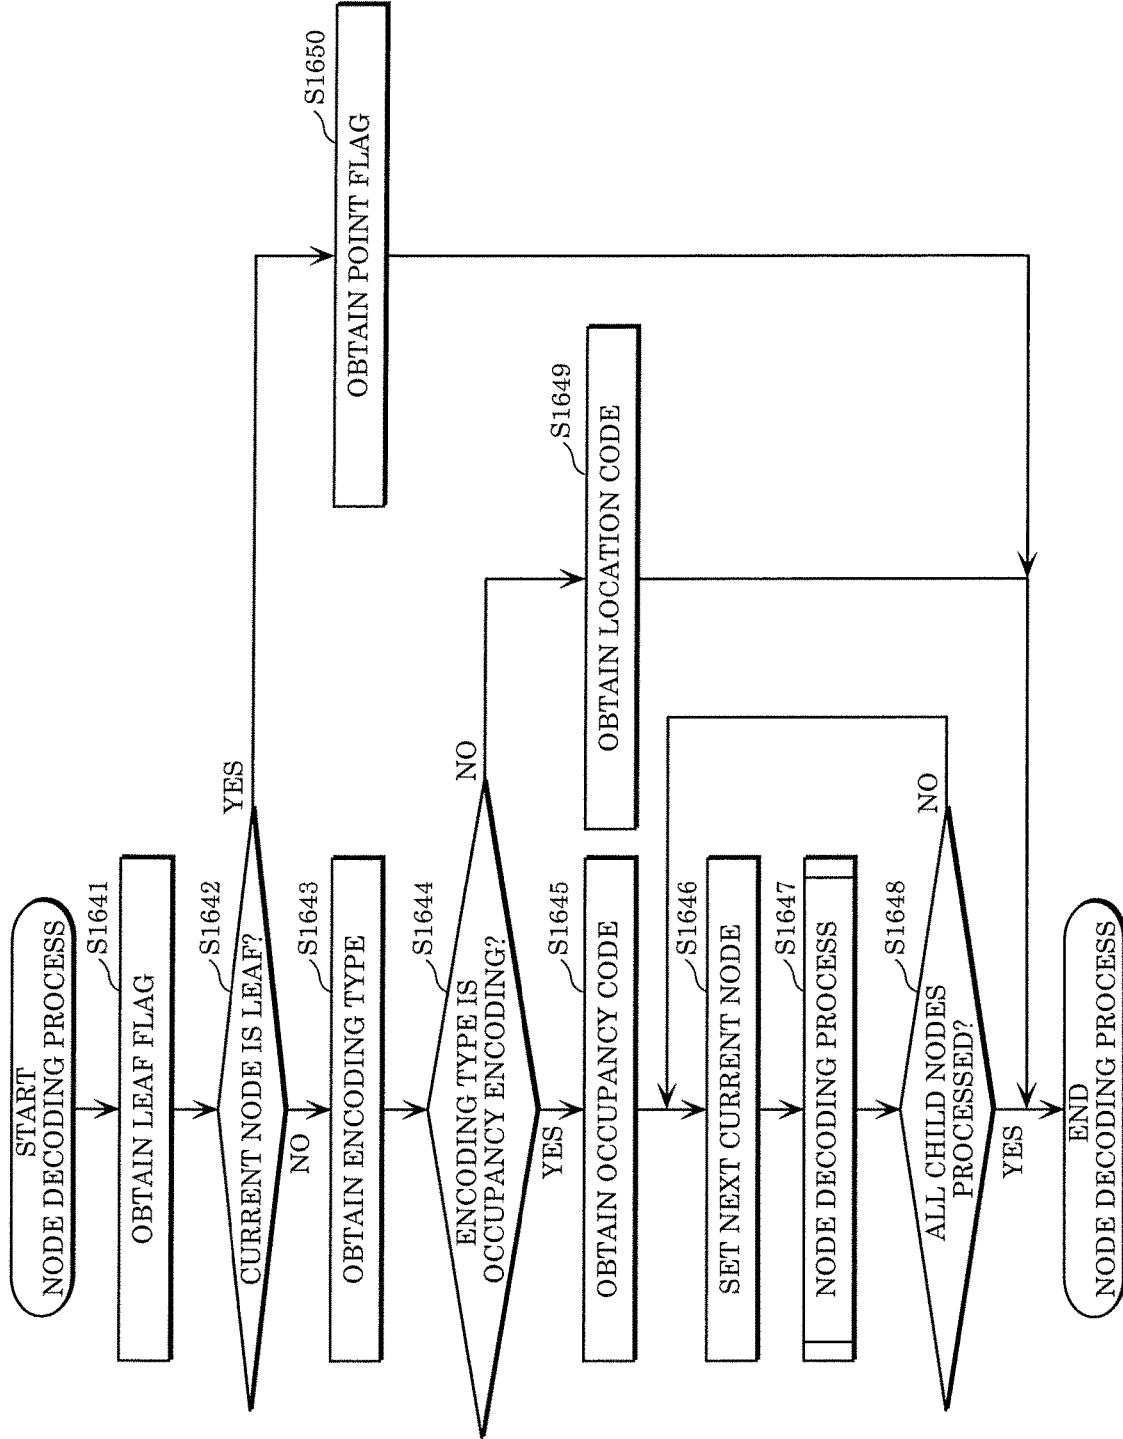 START
NODE DECODING PROCESS
S1641
OBTAIN LEAF FLAG
S1642
CURRENT NODE IS LEAF?
YES
NO
S1650
OBTAIN POINT FLAG
S1643
OBTAIN ENCODING TYPE
S1644
ENCODING TYPE IS
OCCUPANCY ENCODING?
NO
YES
S1649
OBTAIN LOCATION CODE
S1645
OBTAIN OCCUPANCY CODE
S1646
SET NEXT CURRENT NODE
S1647
NODE DECODING PROCESS
S1648
ALL CHILD NODES
PROCESSED?
NO
YES
END
NODE DECODING PROCESS